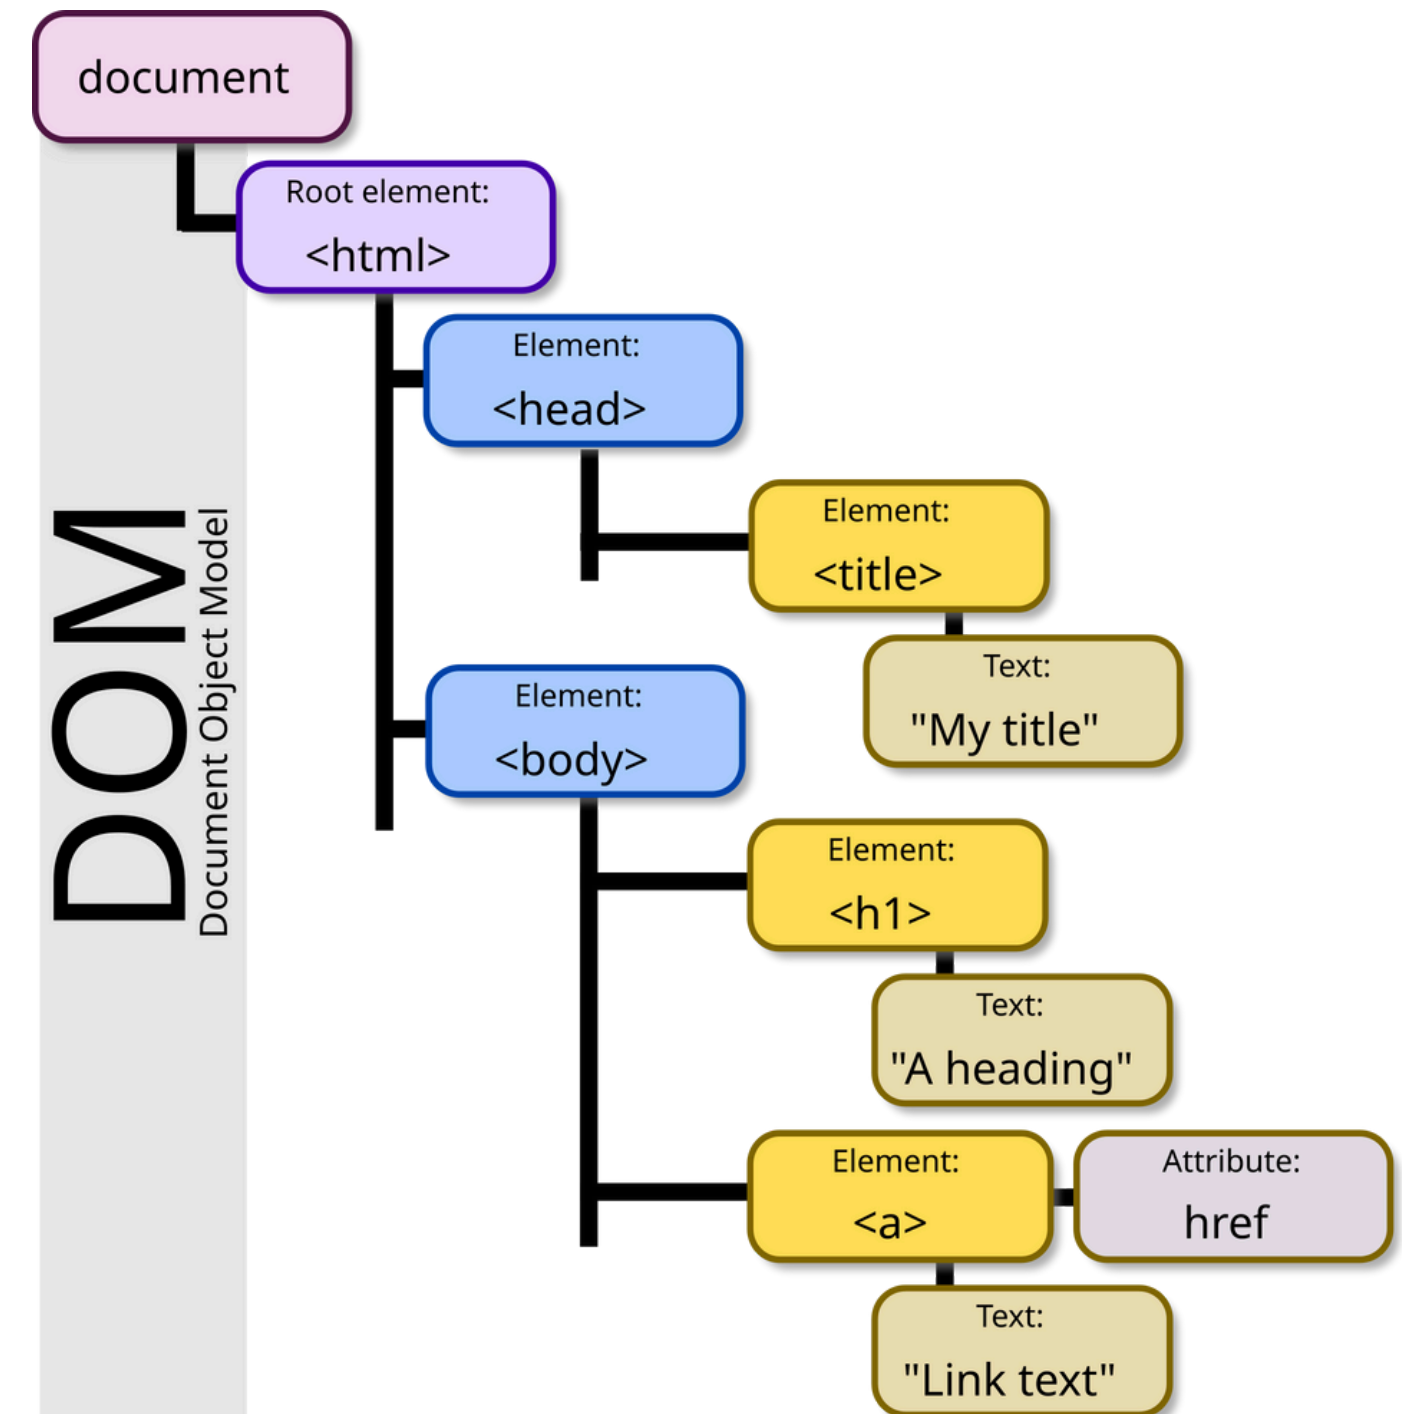 document
Root element:
<html>
Element:
<head>
Element:
<title>
Text:
"My title"
Element:
<body>
Element:
<h1>
Text:
"A heading"
Element:
<a>
Attribute:
href
Text:
"Link text"
DOM
Document Object Model